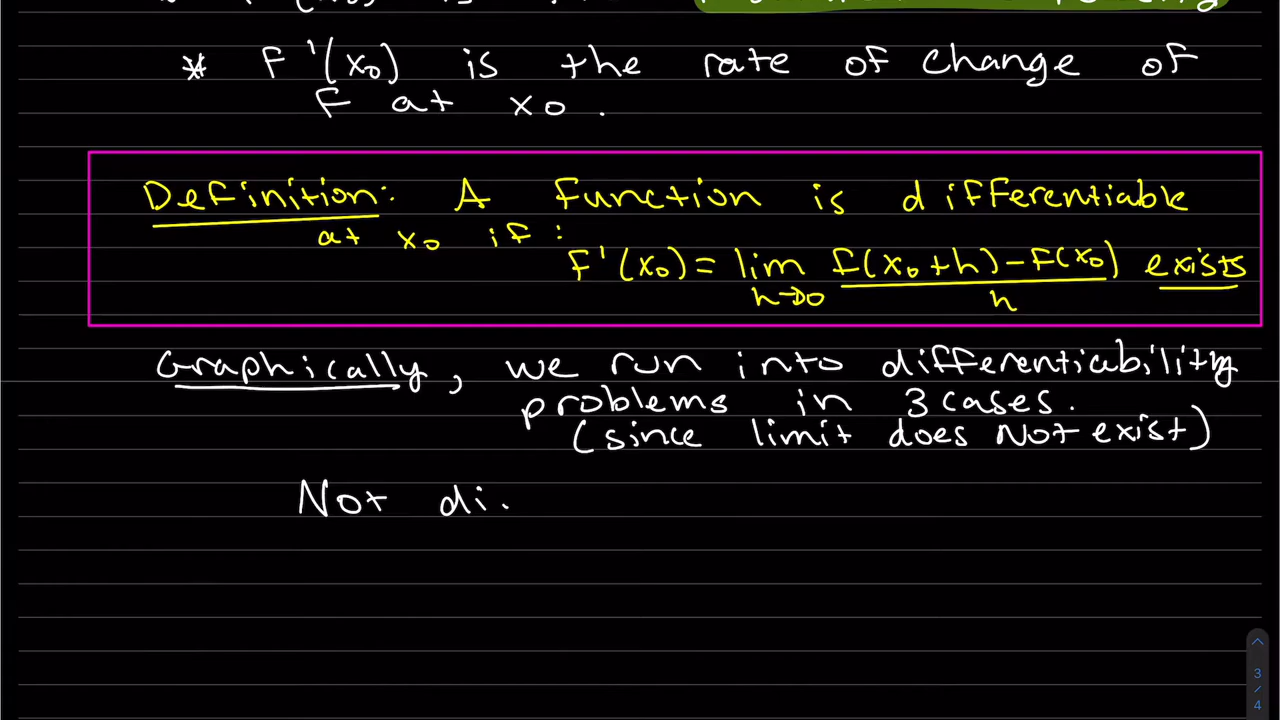 * f'(x₀) is the rate of change of
f at x₀.
Definition: A function is differentiable
at x₀ if:
f'(x₀) = lim h→0 f(x₀+h)-f(x₀) / h exists
Graphically, we run into differentiability
problems in 3 cases.
(since limit does Not exist)
Not di.
3/4